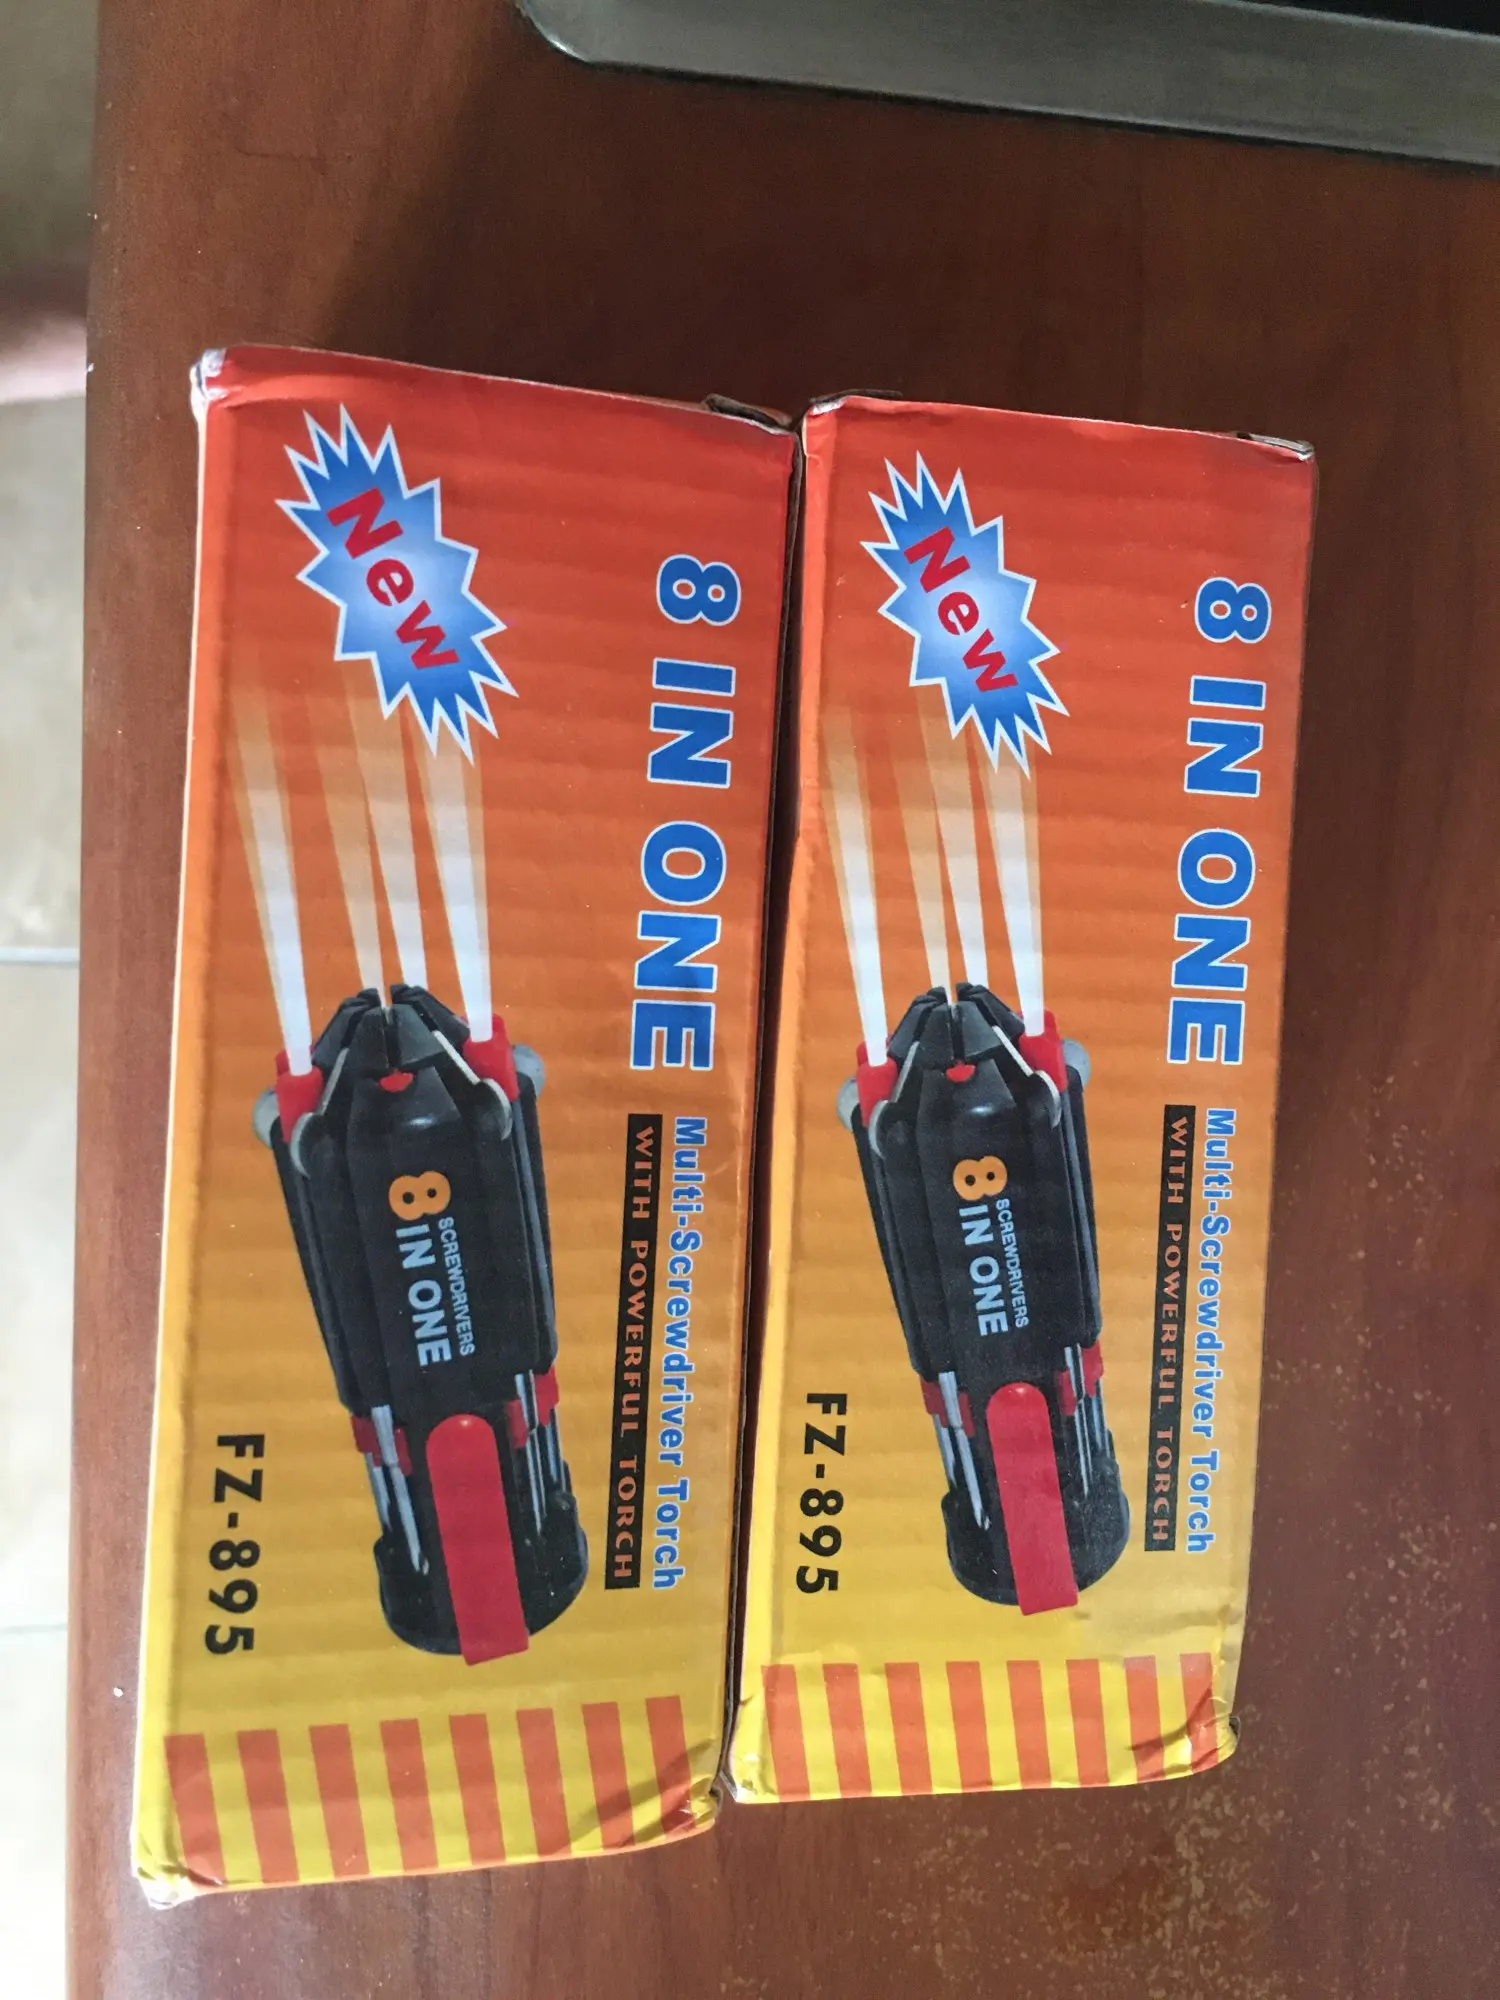 New
8 IN ONE
Multi-Screwdriver Torch
WITH POWERFUL TORCH
8 SCREWDRIVERS
IN ONE
FZ-895
New
8 IN ONE
Multi-Screwdriver Torch
WITH POWERFUL TORCH
8 SCREWDRIVERS
IN ONE
FZ-895